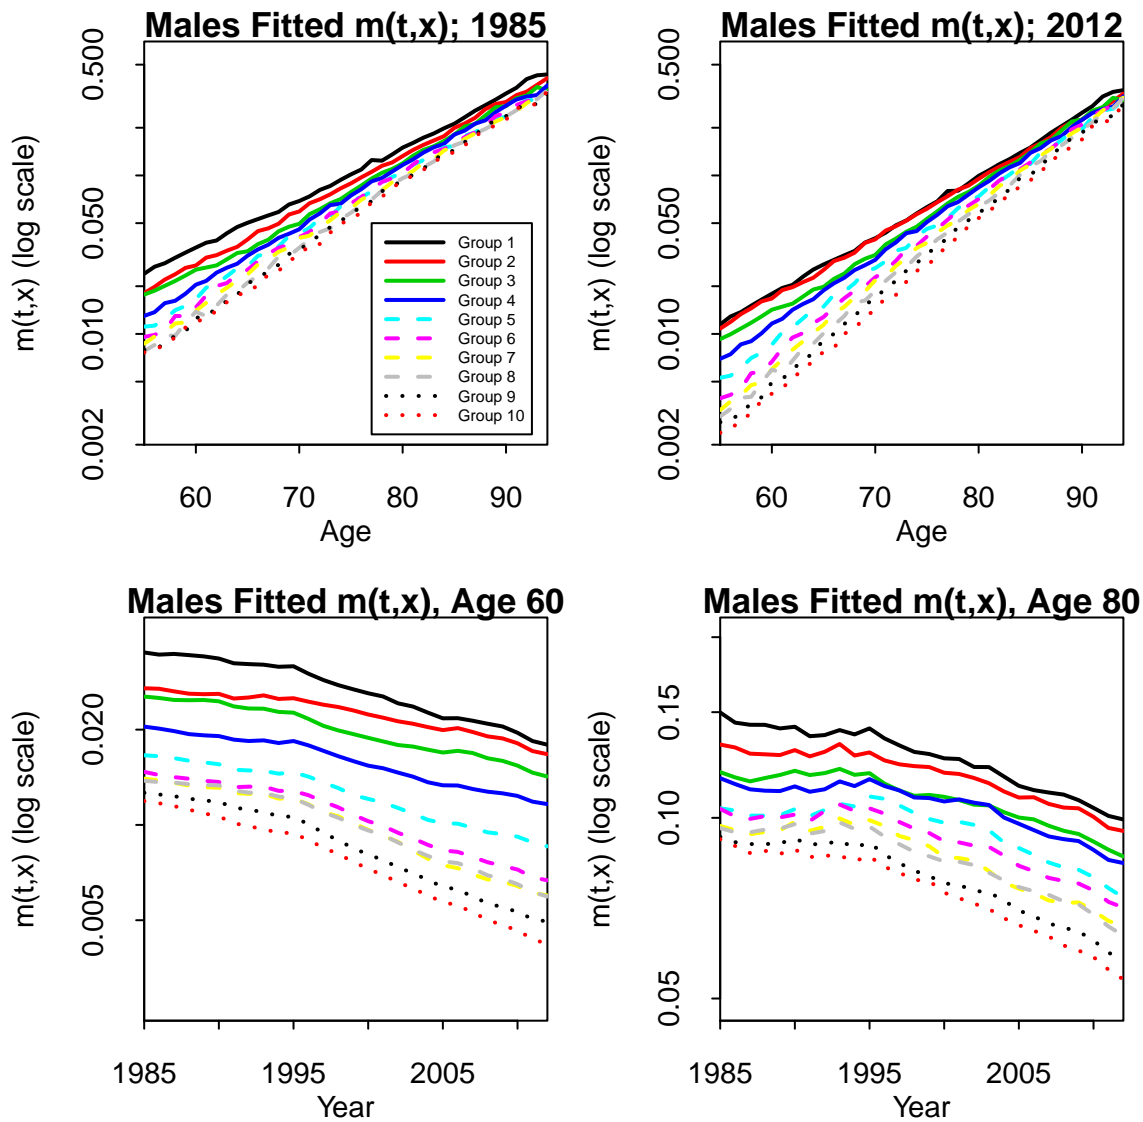 Males Fitted m(t,x); 1985
m(t,x) (log scale)
0.500
0.050
0.010
0.002
60 70 80 90
Age
Group 1
Group 2
Group 3
Group 4
Group 5
Group 6
Group 7
Group 8
Group 9
Group 10
Males Fitted m(t,x); 2012
m(t,x) (log scale)
0.500
0.050
0.010
0.002
60 70 80 90
Age
Males Fitted m(t,x), Age 60
m(t,x) (log scale)
0.020
0.005
1985 1995 2005
Year
Males Fitted m(t,x), Age 80
m(t,x) (log scale)
0.15
0.10
0.05
1985 1995 2005
Year